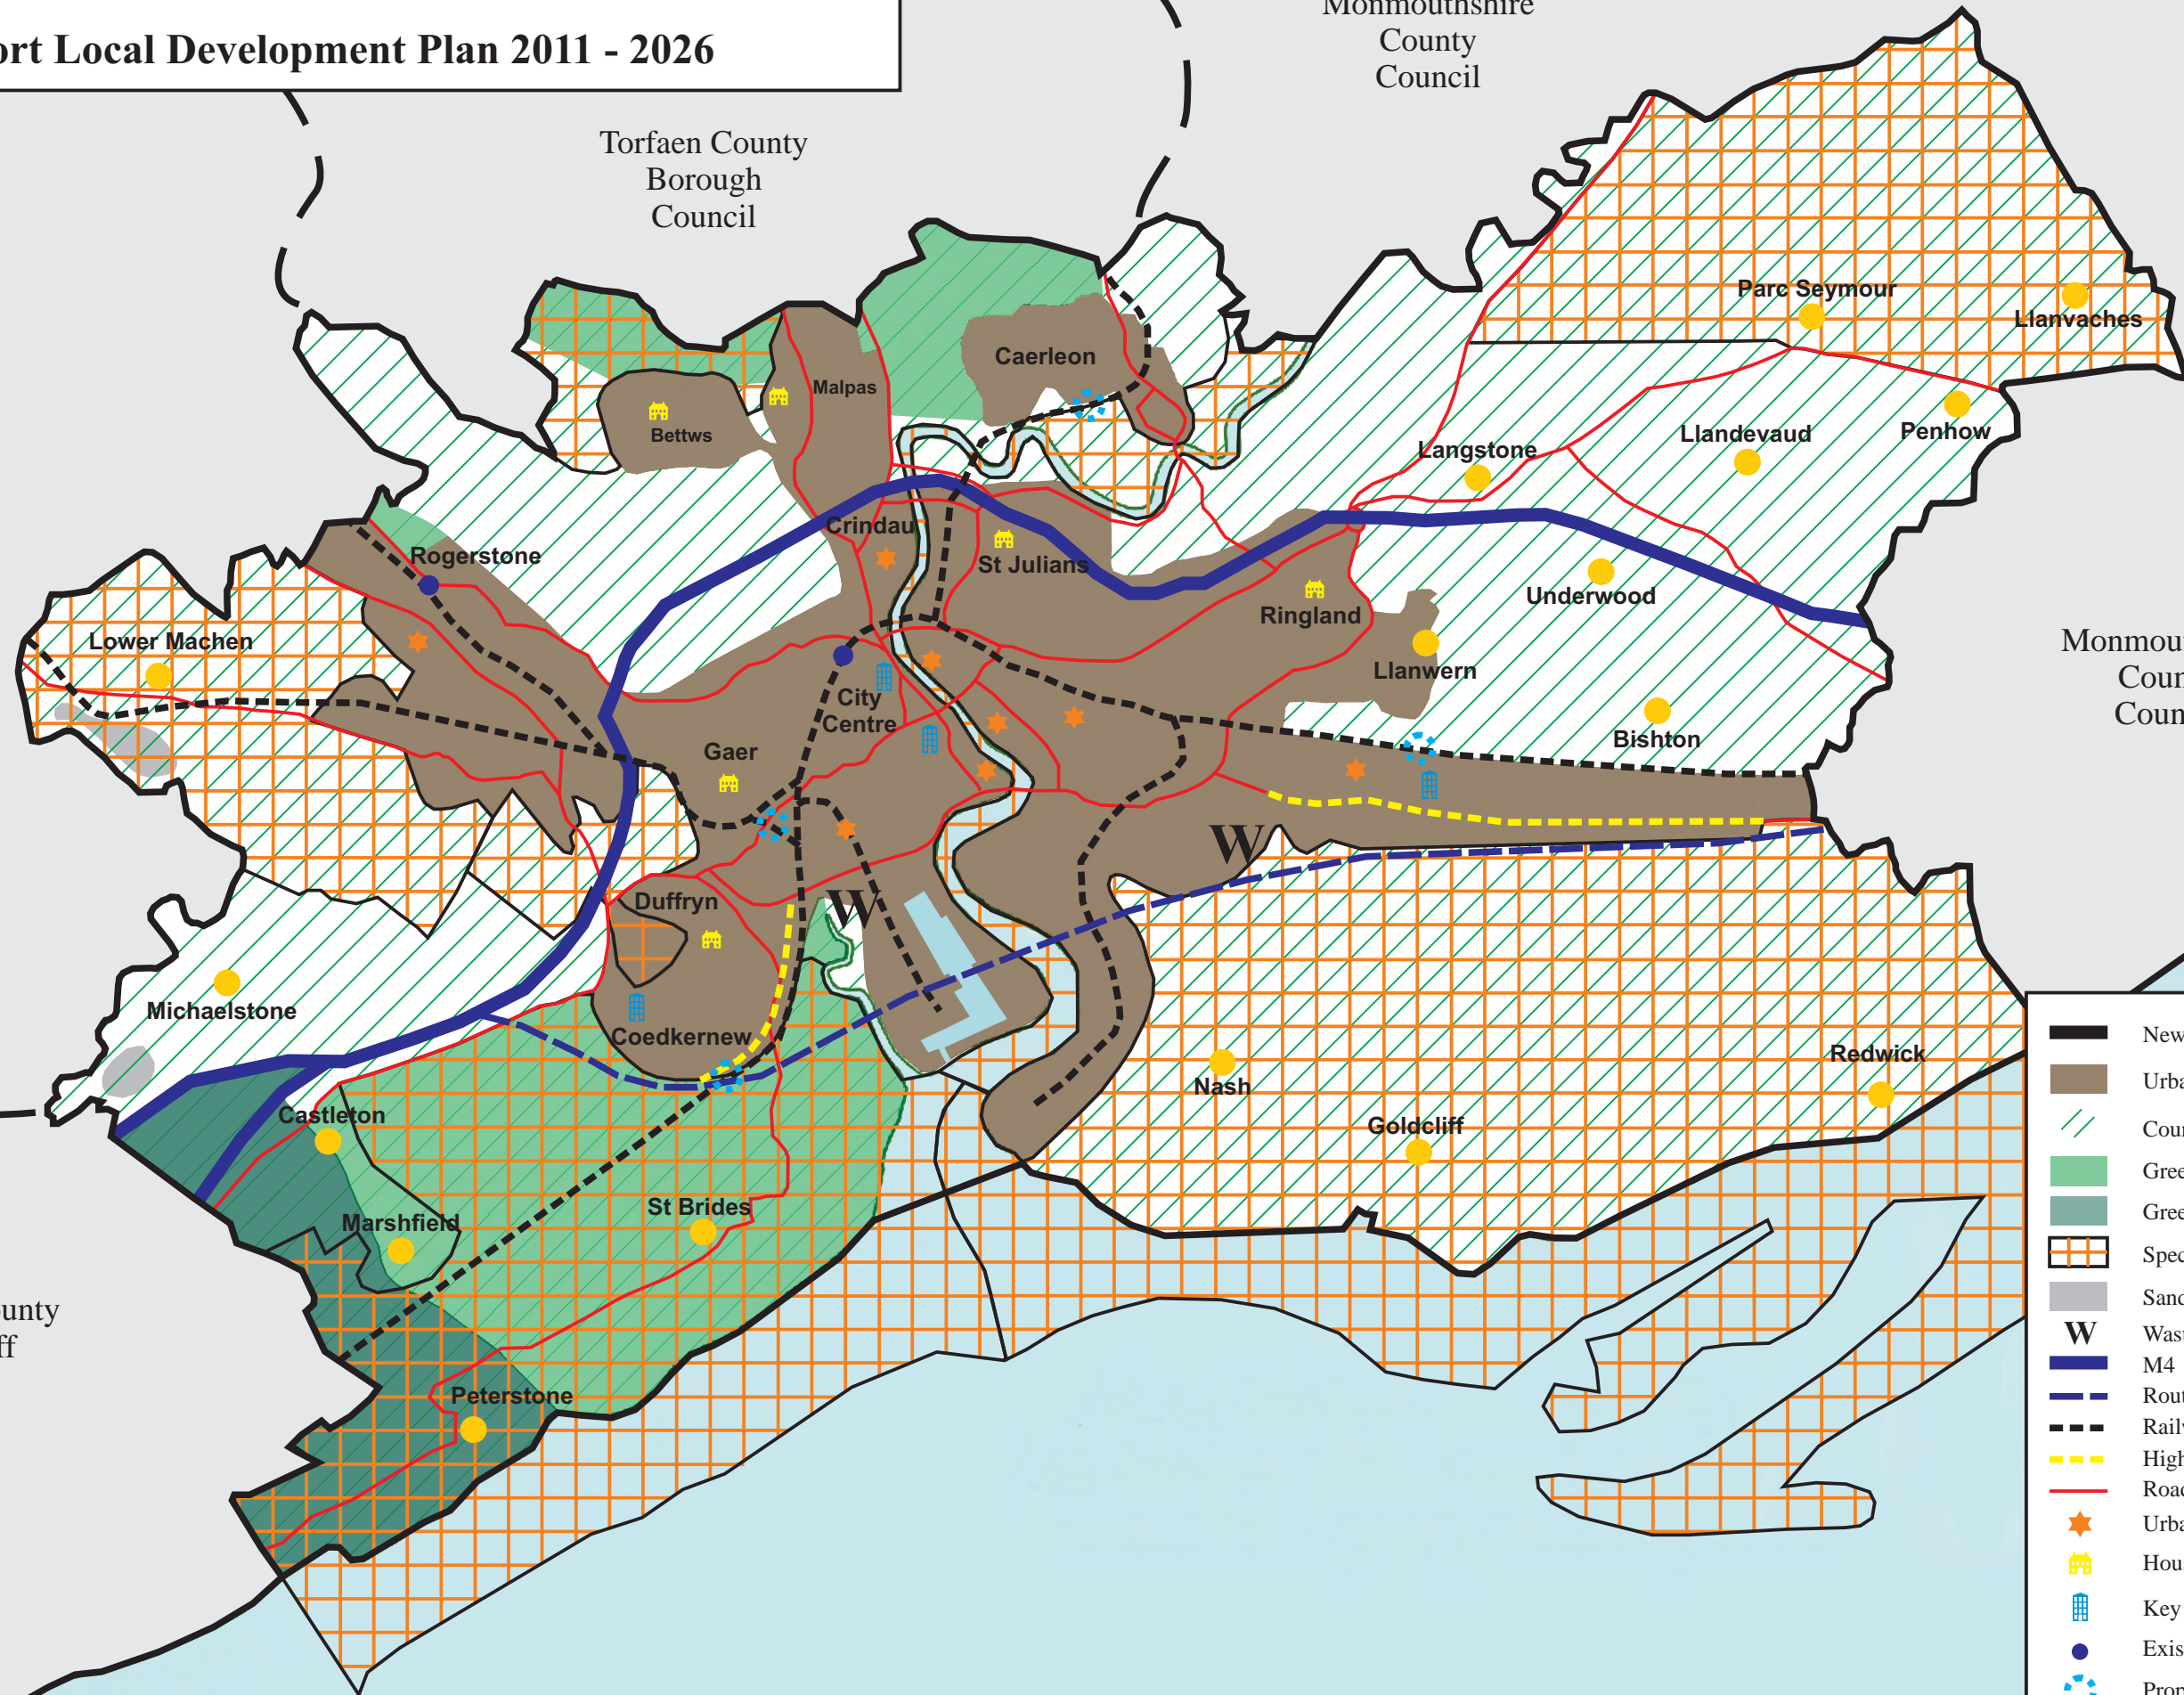 ort Local Development Plan 2011 - 2026
Monmouthshire
County
Council
Torfaen County
Borough
Council
Parc Seymour
Llanvaches
Caerleon
Malpas
Bettws
Langstone
Llandevaud
Penhow
Crindau
St Julians
Rogerstone
Underwood
Ringland
Lower Machen
Llanwern
Monmou
Coun
Coun
City
Centre
Gaer
Bishton
W
Duffryn
W
Michaelstone
Coedkernew
Nash
Redwick
Castleton
Goldcliff
Marshfield
St Brides
Peterstone
ounty
ff
New
Urba
Coun
Gree
Gree
Spec
Sand
W Wast
M4
Rout
Railw
High
Road
Urba
Hou
Key
Exis
Prop